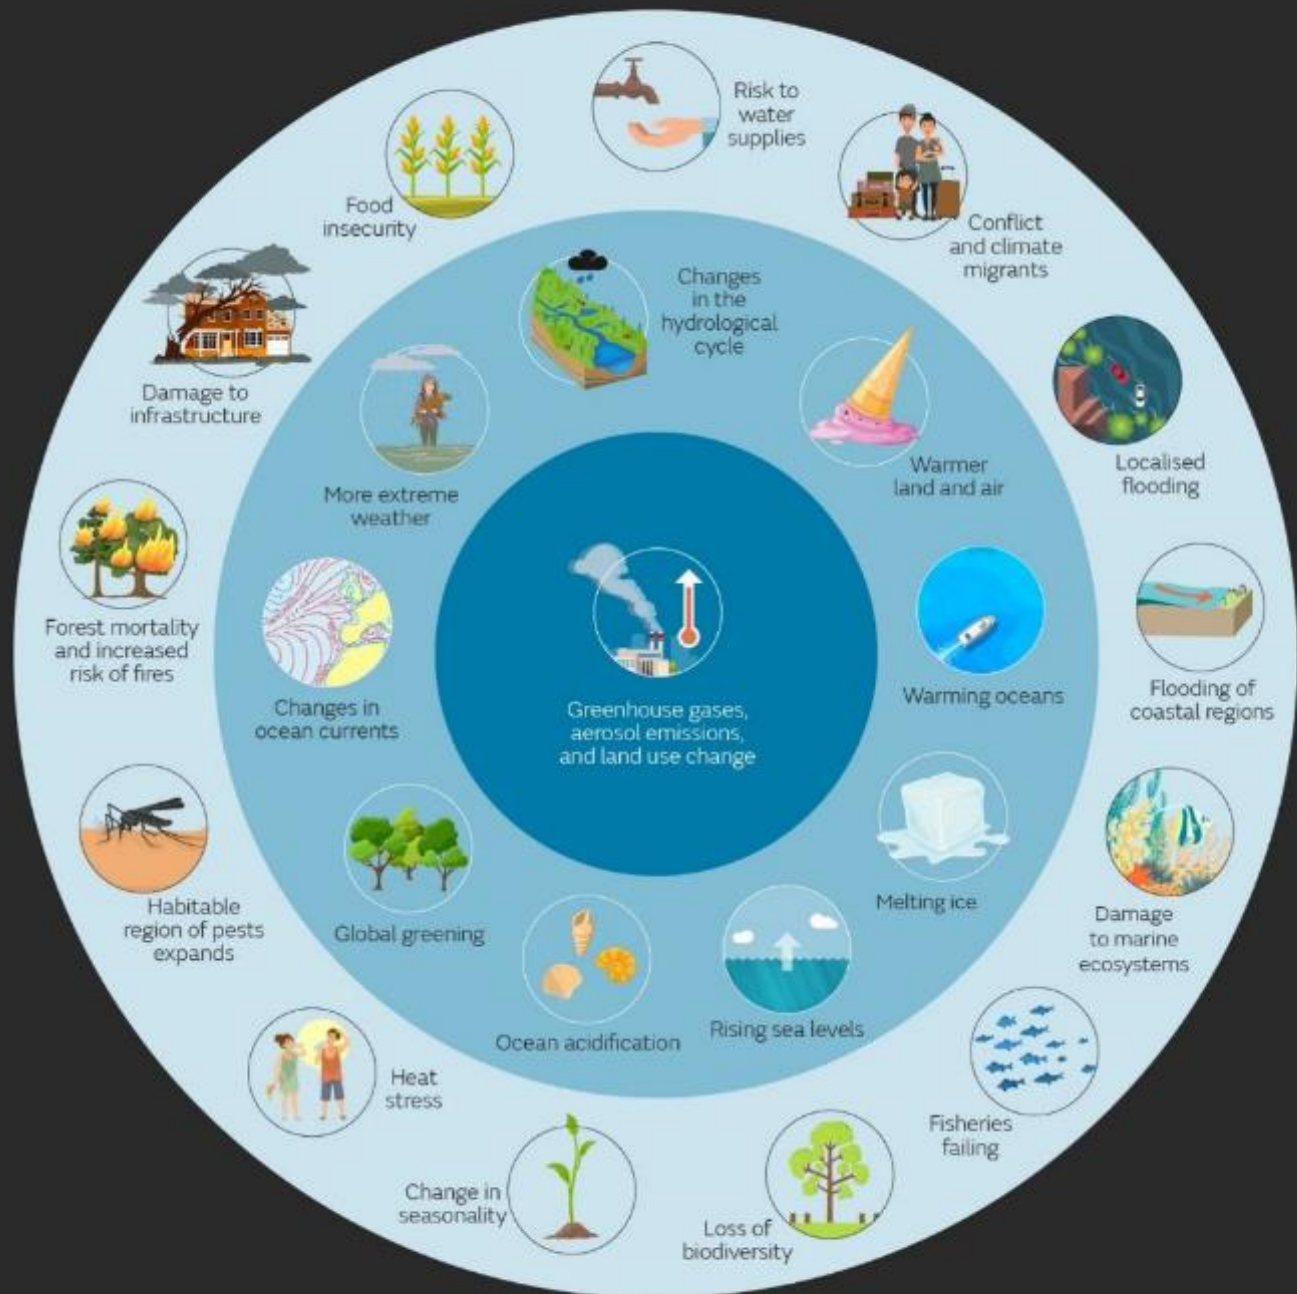 Risk to
water
supplies
Conflict
and climate
migrants
Localised
flooding
Flooding of
coastal regions
Damage
to marine
ecosystems
Fisheries
failing
Loss of
biodiversity
Change in
seasonality
Heat
stress
Habitable
region of pests
expands
Forest mortality
and increased
risk of fires
Damage to
infrastructure
Food
insecurity
Changes
in the
hydrological
cycle
Warmer
land and air
Warming oceans
Melting ice
Rising sea levels
Ocean acidification
Global greening
Changes in
ocean currents
More extreme
weather
Greenhouse gases,
aerosol emissions,
and land use change